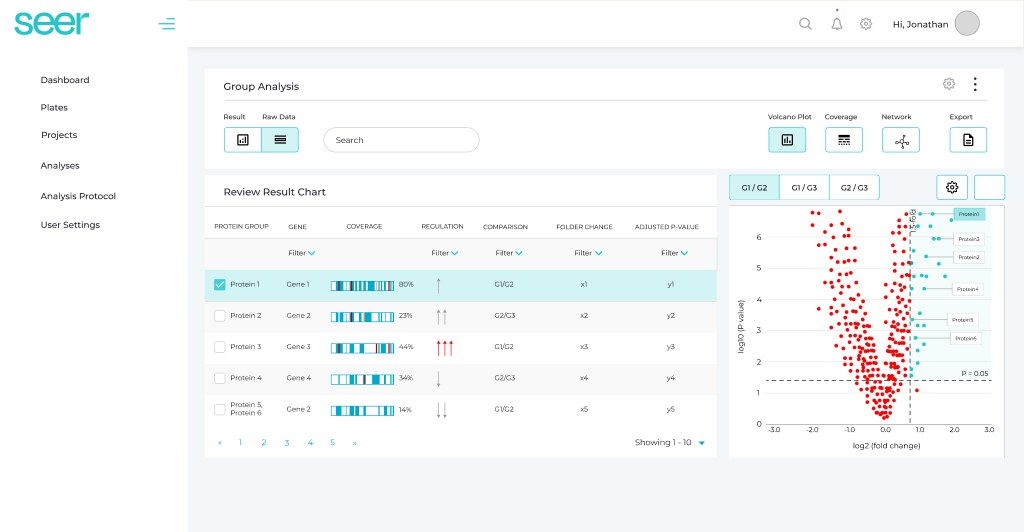 seer
Hi, Jonathan
Dashboard
Plates
Projects
Analyses
Analysis Protocol
User Settings
Group Analysis
Result Raw Data
Search
Volcano Plot Coverage Network Export
Review Result Chart
PROTEIN GROUP GENE COVERAGE REGULATION COMPARISON FOLDER CHANGE ADJUSTED P-VALUE
Filter Filter Filter Filter Filter
Protein 1 Gene 1 80% G1/G2 x1 y1
Protein 2 Gene 2 23% G2/G3 x2 y2
Protein 3 Gene 3 44% G1/G2 x3 y3
Protein 4 Gene 4 34% G2/G3 x4 y4
Protein 5,
Protein 6 Gene 2 14% G1/G2 x5 y5
« 1 2 3 4 5 »
Showing 1 - 10
G1 / G2 G1 / G3 G2 / G3
1.5-fold
Protein1
Protein3
Protein2
Protein4
Protein5
Protein6
P = 0.05
log10 (P value)
6
5
4
3
2
1
0
-3.0 -2.0 -1.0 0.0 1.0 2.0 3.0
log2 (fold change)